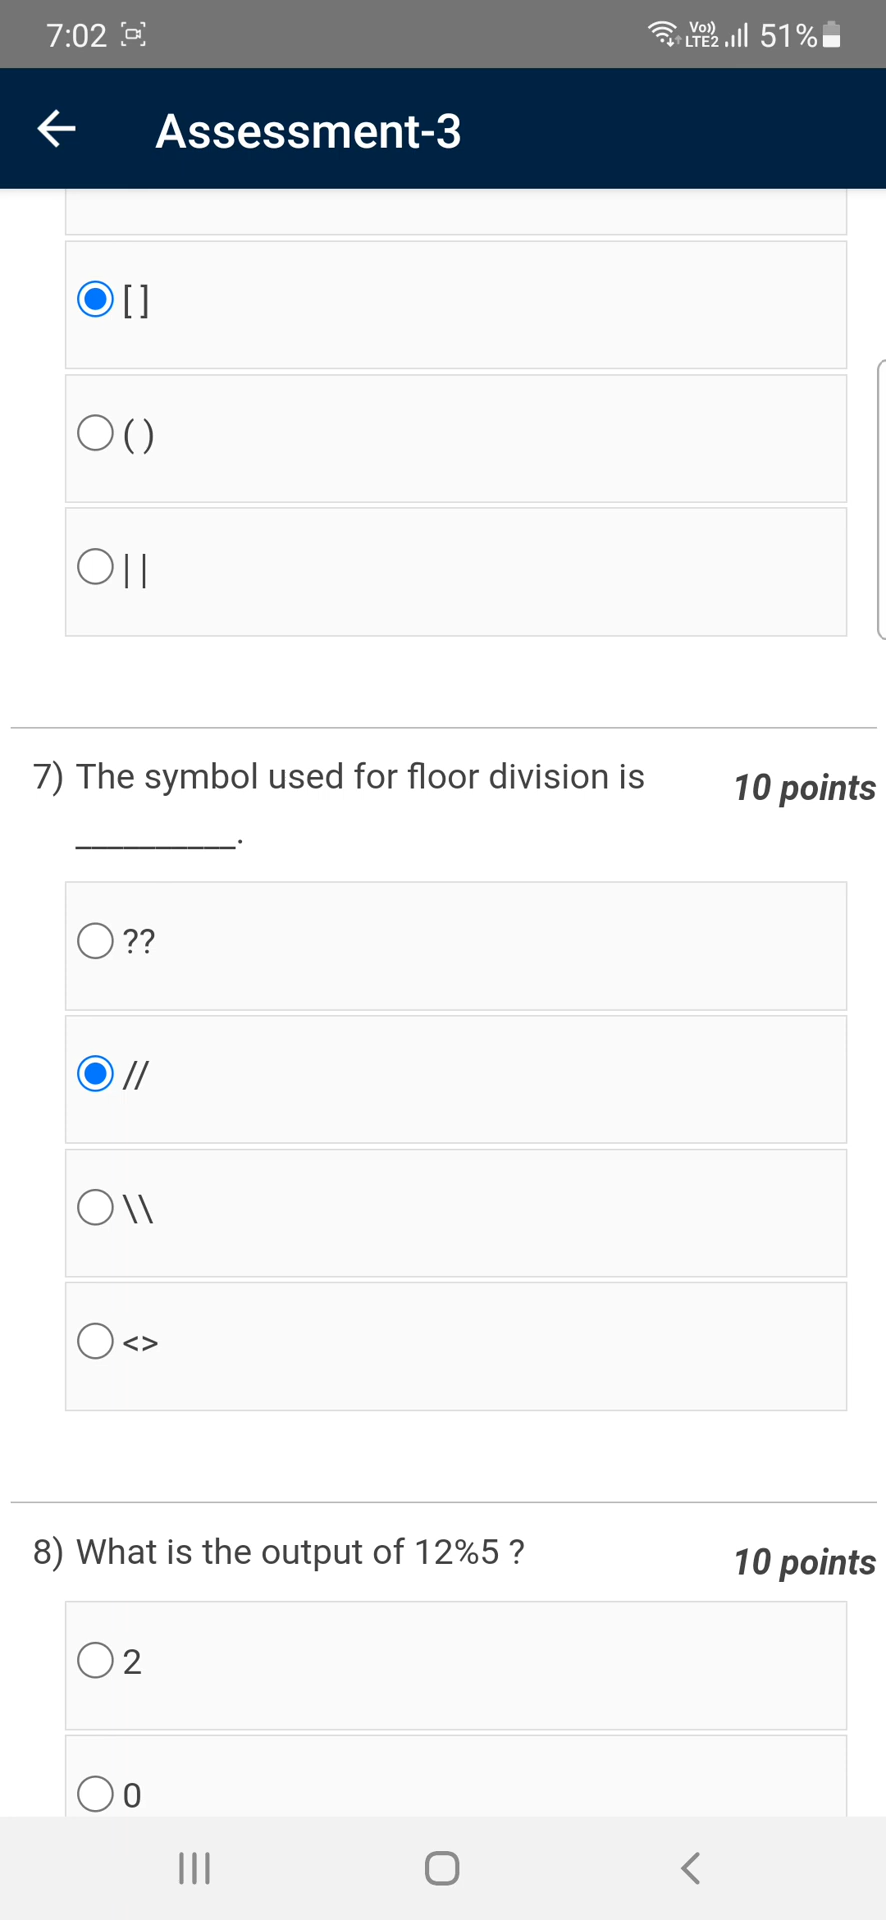 7:02 Vo)) LTE2 51%
Assessment-3
[ ]
( )
| |
7) The symbol used for floor division is 10 points
__________.
??
//
\\
<>
8) What is the output of 12%5 ? 10 points
2
0